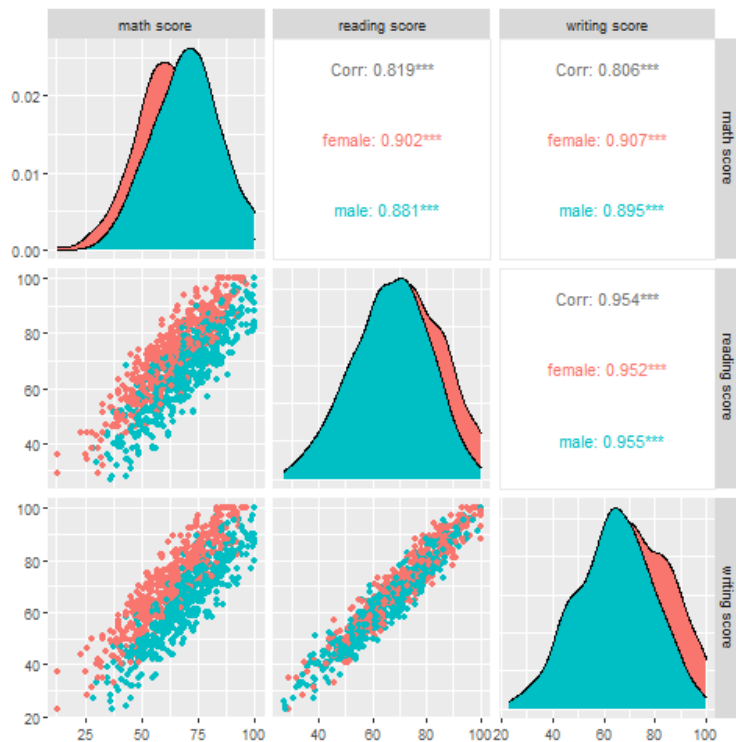 math score
reading score
writing score
0.02
0.01
0.00
Corr: 0.819***
female: 0.902***
male: 0.881***
Corr: 0.806***
female: 0.907***
male: 0.895***
math score
100
80
60
40
Corr: 0.954***
female: 0.952***
male: 0.955***
reading score
100
80
60
40
20
writing score
25 50 75 100
40 60 80 100
20 40 60 80 100